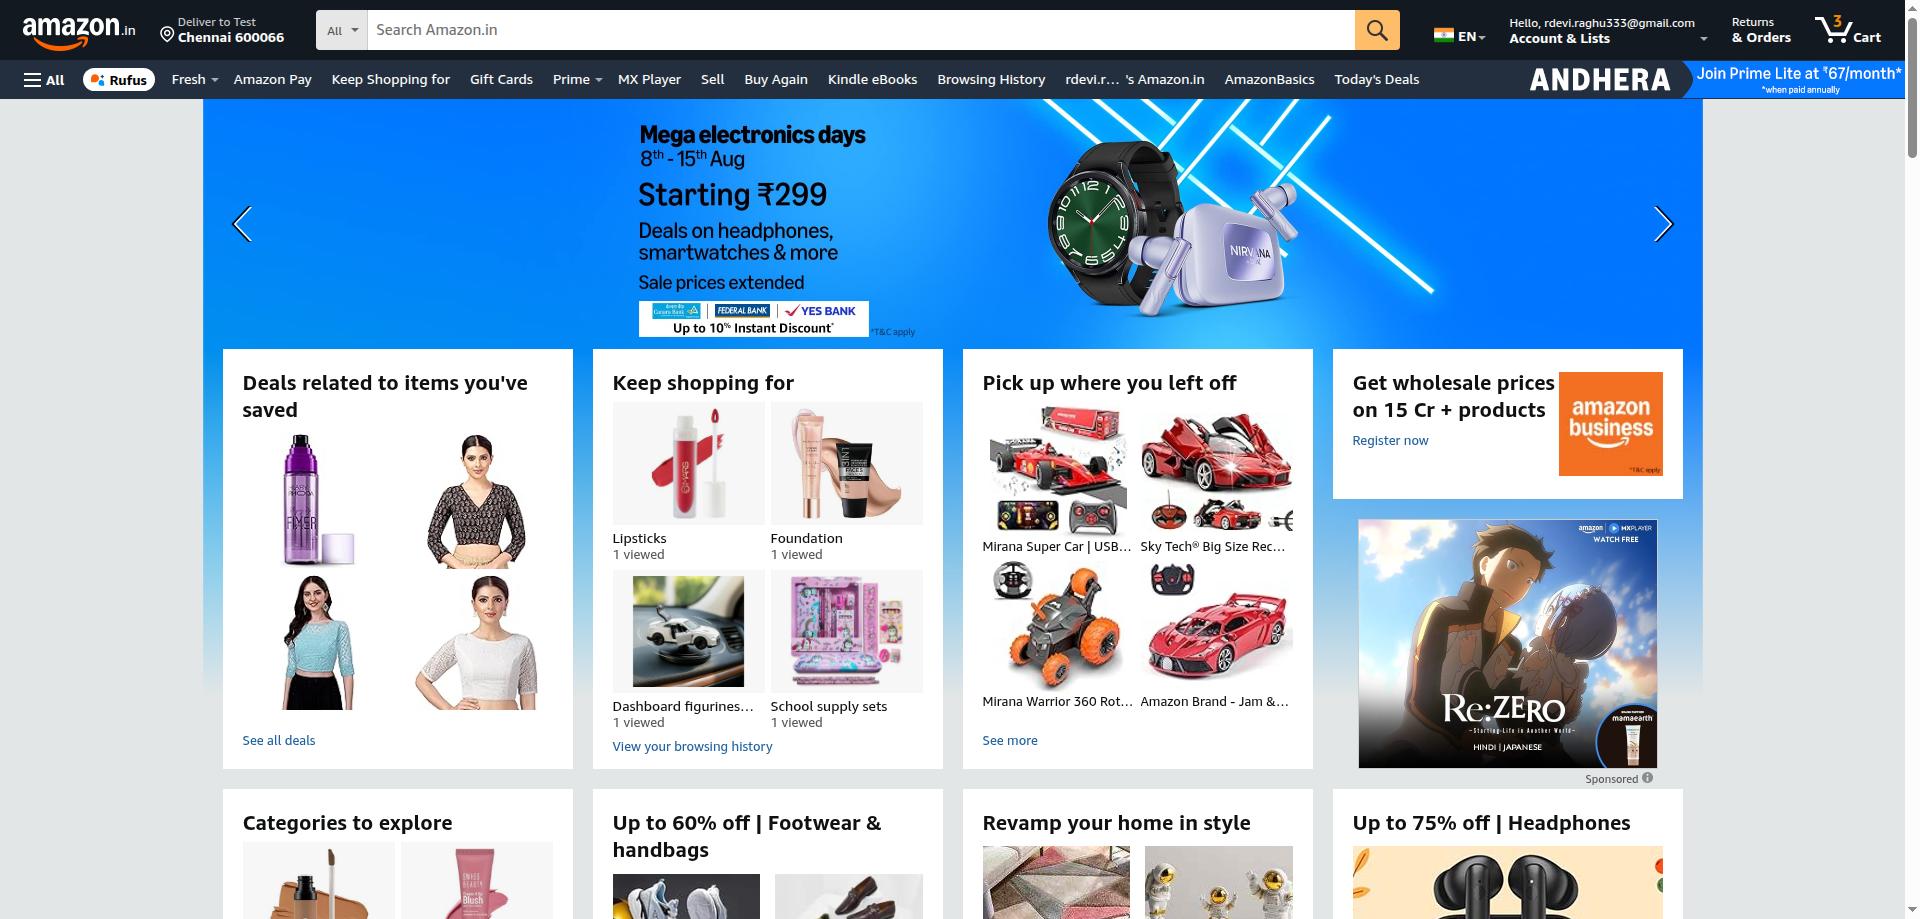 amazon.in
Deliver to Test
Chennai 600066
All
Search Amazon.in
EN
Hello, rdevi.raghu333@gmail.com
Account & Lists
Returns
& Orders
3
Cart
All
Rufus
Fresh
Amazon Pay
Keep Shopping for
Gift Cards
Prime
MX Player
Sell
Buy Again
Kindle eBooks
Browsing History
rdevi.r... 's Amazon.in
AmazonBasics
Today's Deals
ANDHERA
Join Prime Lite at ₹67/month*
*when paid annually
Mega electronics days
8th - 15th Aug
Starting ₹299
Deals on headphones,
smartwatches & more
Sale prices extended
Canara Bank
FEDERAL BANK
YES BANK
Up to 10% Instant Discount*
*T&C apply
NIRVANA
Deals related to items you've
saved
See all deals
Keep shopping for
Lipsticks
1 viewed
Foundation
1 viewed
Dashboard figurines...
1 viewed
School supply sets
1 viewed
View your browsing history
Pick up where you left off
Mirana Super Car | USB...
Sky Tech® Big Size Rec...
Mirana Warrior 360 Rot...
Amazon Brand - Jam &...
See more
Get wholesale prices
on 15 Cr + products
Register now
amazon
business
*T&C apply
amazon | MXPLAYER
WATCH FREE
Re:ZERO
~Starting Life in Another World~
HINDI | JAPANESE
mamaearth
Sponsored
Categories to explore
SWISS
BEAUTY
Blush
Up to 60% off | Footwear &
handbags
Revamp your home in style
Up to 75% off | Headphones